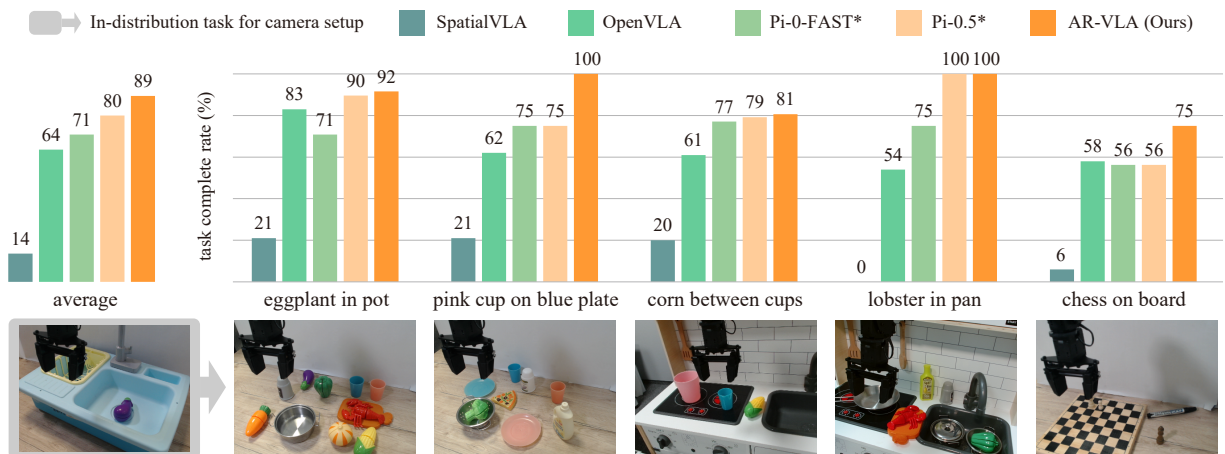 In-distribution task for camera setup
SpatialVLA
OpenVLA
Pi-0-FAST*
Pi-0.5*
AR-VLA (Ours)
task complete rate (%)
14
64
71
80
89
average
21
83
71
90
92
eggplant in pot
21
62
75
75
100
pink cup on blue plate
20
61
77
79
81
corn between cups
0
54
75
100
100
lobster in pan
6
58
56
56
75
chess on board